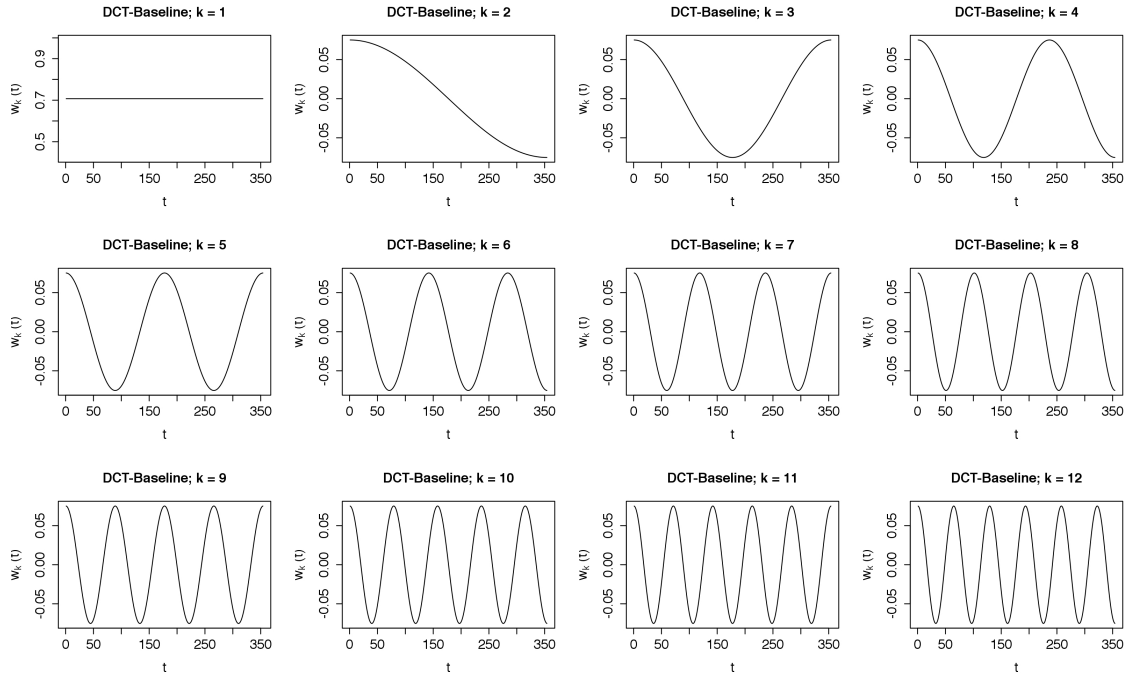 DCT-Baseline; k = 1
DCT-Baseline; k = 2
DCT-Baseline; k = 3
DCT-Baseline; k = 4
wk (t)
0.5 0.7 0.9
0 50 150 250 350
t
wk (t)
-0.05 0.00 0.05
0 50 150 250 350
t
wk (t)
-0.05 0.00 0.05
0 50 150 250 350
t
wk (t)
-0.05 0.00 0.05
0 50 150 250 350
t
DCT-Baseline; k = 5
DCT-Baseline; k = 6
DCT-Baseline; k = 7
DCT-Baseline; k = 8
wk (t)
-0.05 0.00 0.05
0 50 150 250 350
t
wk (t)
-0.05 0.00 0.05
0 50 150 250 350
t
wk (t)
-0.05 0.00 0.05
0 50 150 250 350
t
wk (t)
-0.05 0.00 0.05
0 50 150 250 350
t
DCT-Baseline; k = 9
DCT-Baseline; k = 10
DCT-Baseline; k = 11
DCT-Baseline; k = 12
wk (t)
-0.05 0.00 0.05
0 50 150 250 350
t
wk (t)
-0.05 0.00 0.05
0 50 150 250 350
t
wk (t)
-0.05 0.00 0.05
0 50 150 250 350
t
wk (t)
-0.05 0.00 0.05
0 50 150 250 350
t